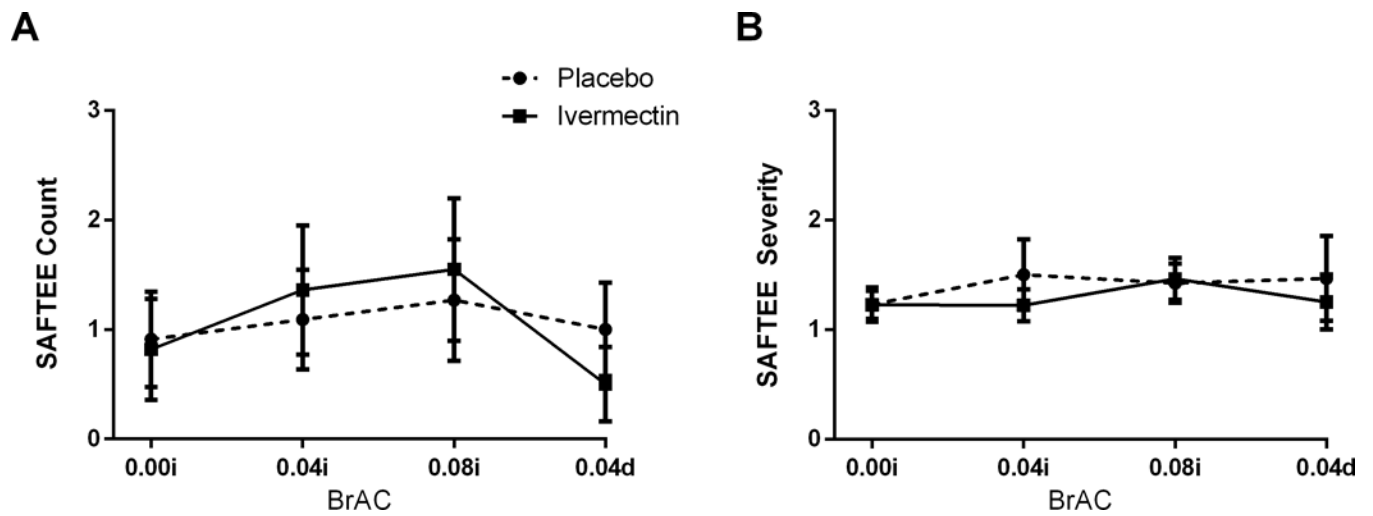 A
Placebo
Ivermectin
SAFTEE Count
3
2
1
0
0.00i 0.04i 0.08i 0.04d
BrAC
B
SAFTEE Severity
3
2
1
0
0.00i 0.04i 0.08i 0.04d
BrAC